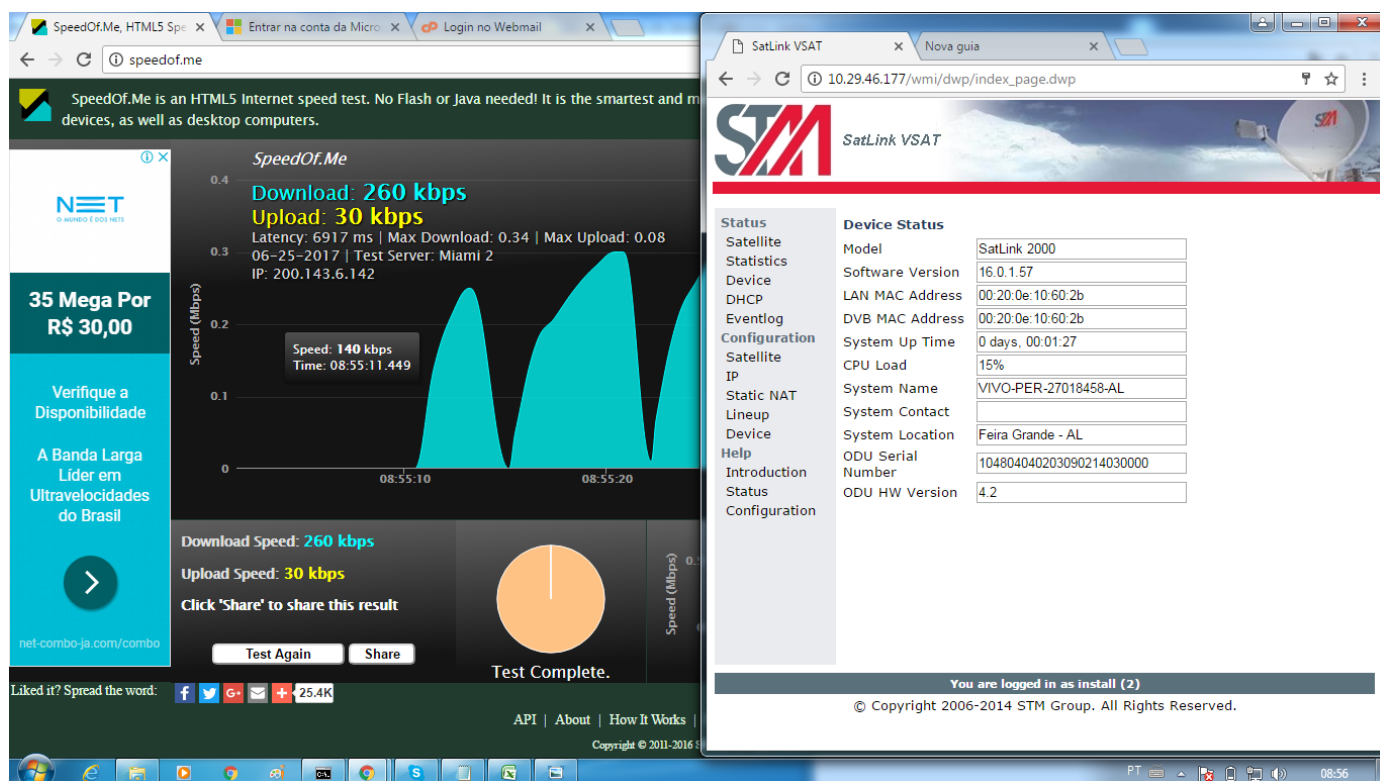 SpeedOf.Me, HTML5 Spe
Entrar na conta da Micro
Login no Webmail
speedof.me
SpeedOf.Me is an HTML5 Internet speed test. No Flash or Java needed! It is the smartest and m
devices, as well as desktop computers.
NET
O MUNDO É DOS NETS
35 Mega Por
R$ 30,00
Verifique a
Disponibilidade
A Banda Larga
Líder em
Ultravelocidades
do Brasil
net-combo-ja.com/combo
SpeedOf.Me
Download: 260 kbps
Upload: 30 kbps
Latency: 6917 ms | Max Download: 0.34 | Max Upload: 0.08
06-25-2017 | Test Server: Miami 2
IP: 200.143.6.142
Speed (Mbps)
0.4
0.3
0.2
0.1
0
Speed: 140 kbps
Time: 08:55:11.449
08:55:10
08:55:20
Download Speed: 260 kbps
Upload Speed: 30 kbps
Click 'Share' to share this result
Test Again
Share
Test Complete.
Speed (Mbps)
Liked it? Spread the word:
25.4K
API | About | How It Works |
Copyright © 2011-2016 S
SatLink VSAT
Nova guia
10.29.46.177/wmi/dwp/index_page.dwp
STM
SatLink VSAT
STM
Status
Satellite
Statistics
Device
DHCP
Eventlog
Configuration
Satellite
IP
Static NAT
Lineup
Device
Help
Introduction
Status
Configuration
Device Status
Model SatLink 2000
Software Version 16.0.1.57
LAN MAC Address 00:20:0e:10:60:2b
DVB MAC Address 00:20:0e:10:60:2b
System Up Time 0 days, 00:01:27
CPU Load 15%
System Name VIVO-PER-27018458-AL
System Contact
System Location Feira Grande - AL
ODU Serial
Number 104804040203090214030000
ODU HW Version 4.2
You are logged in as install (2)
© Copyright 2006-2014 STM Group. All Rights Reserved.
PT
08:56